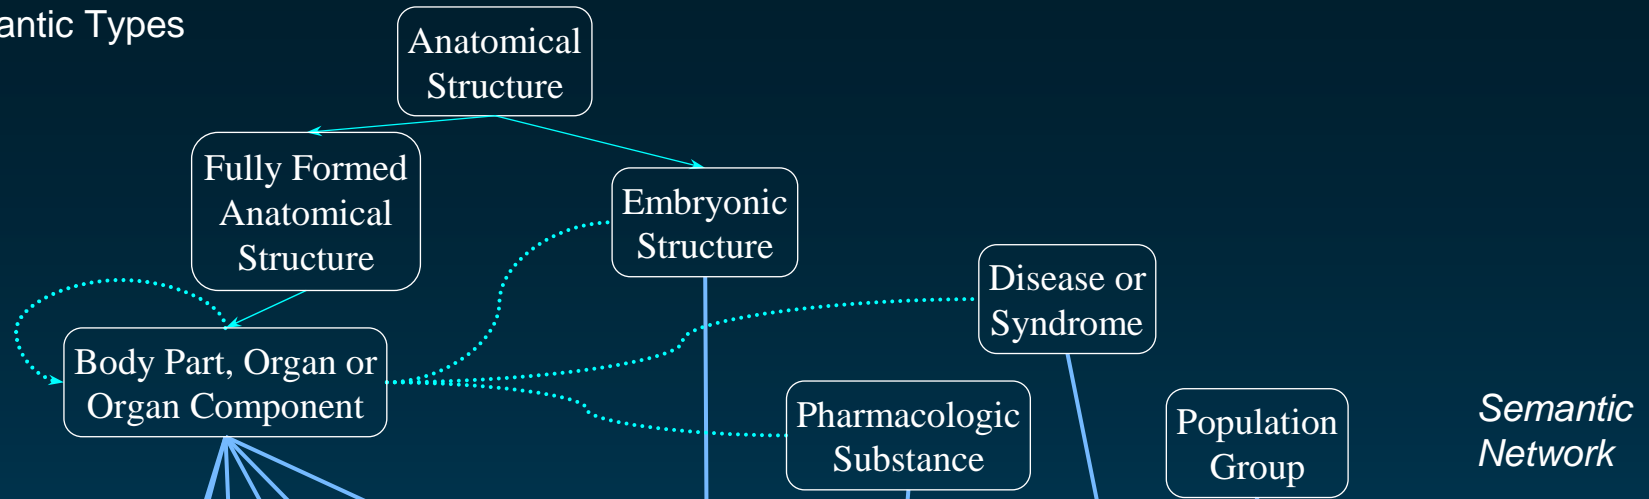 antic Types
Anatomical
Structure
Fully Formed
Anatomical
Structure
Embryonic
Structure
Disease or
Syndrome
Body Part, Organ or
Organ Component
Pharmacologic
Substance
Population
Group
Semantic
Network